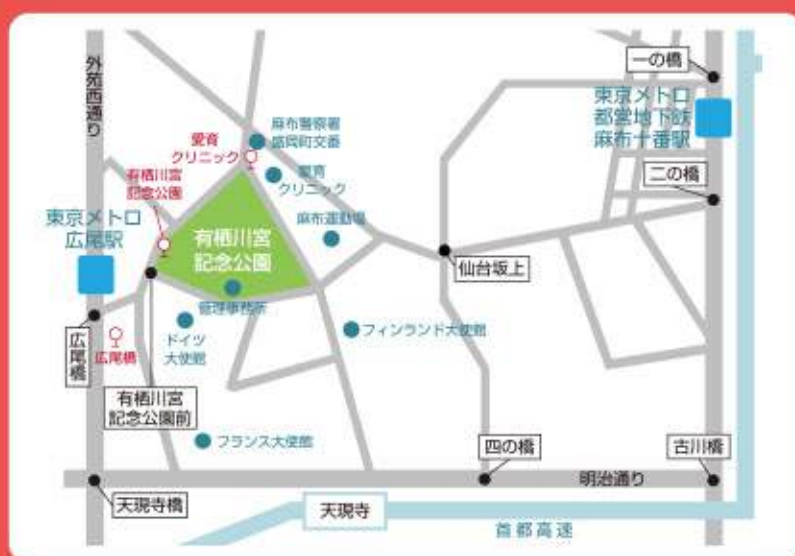 外苑西通り
一の橋
東京メトロ
都営地下鉄
麻布十番駅
麻布警察署
盛岡町交番
愛育
クリニック
愛育
クリニック
有栖川宮
記念公園
二の橋
麻布運動場
東京メトロ
広尾駅
有栖川宮
記念公園
仙台坂上
管理事務所
フィンランド大使館
ドイツ
大使館
広尾橋
広尾橋
有栖川宮
記念公園前
フランス大使館
四の橋
古川橋
明治通り
天現寺橋
天現寺
首都高速